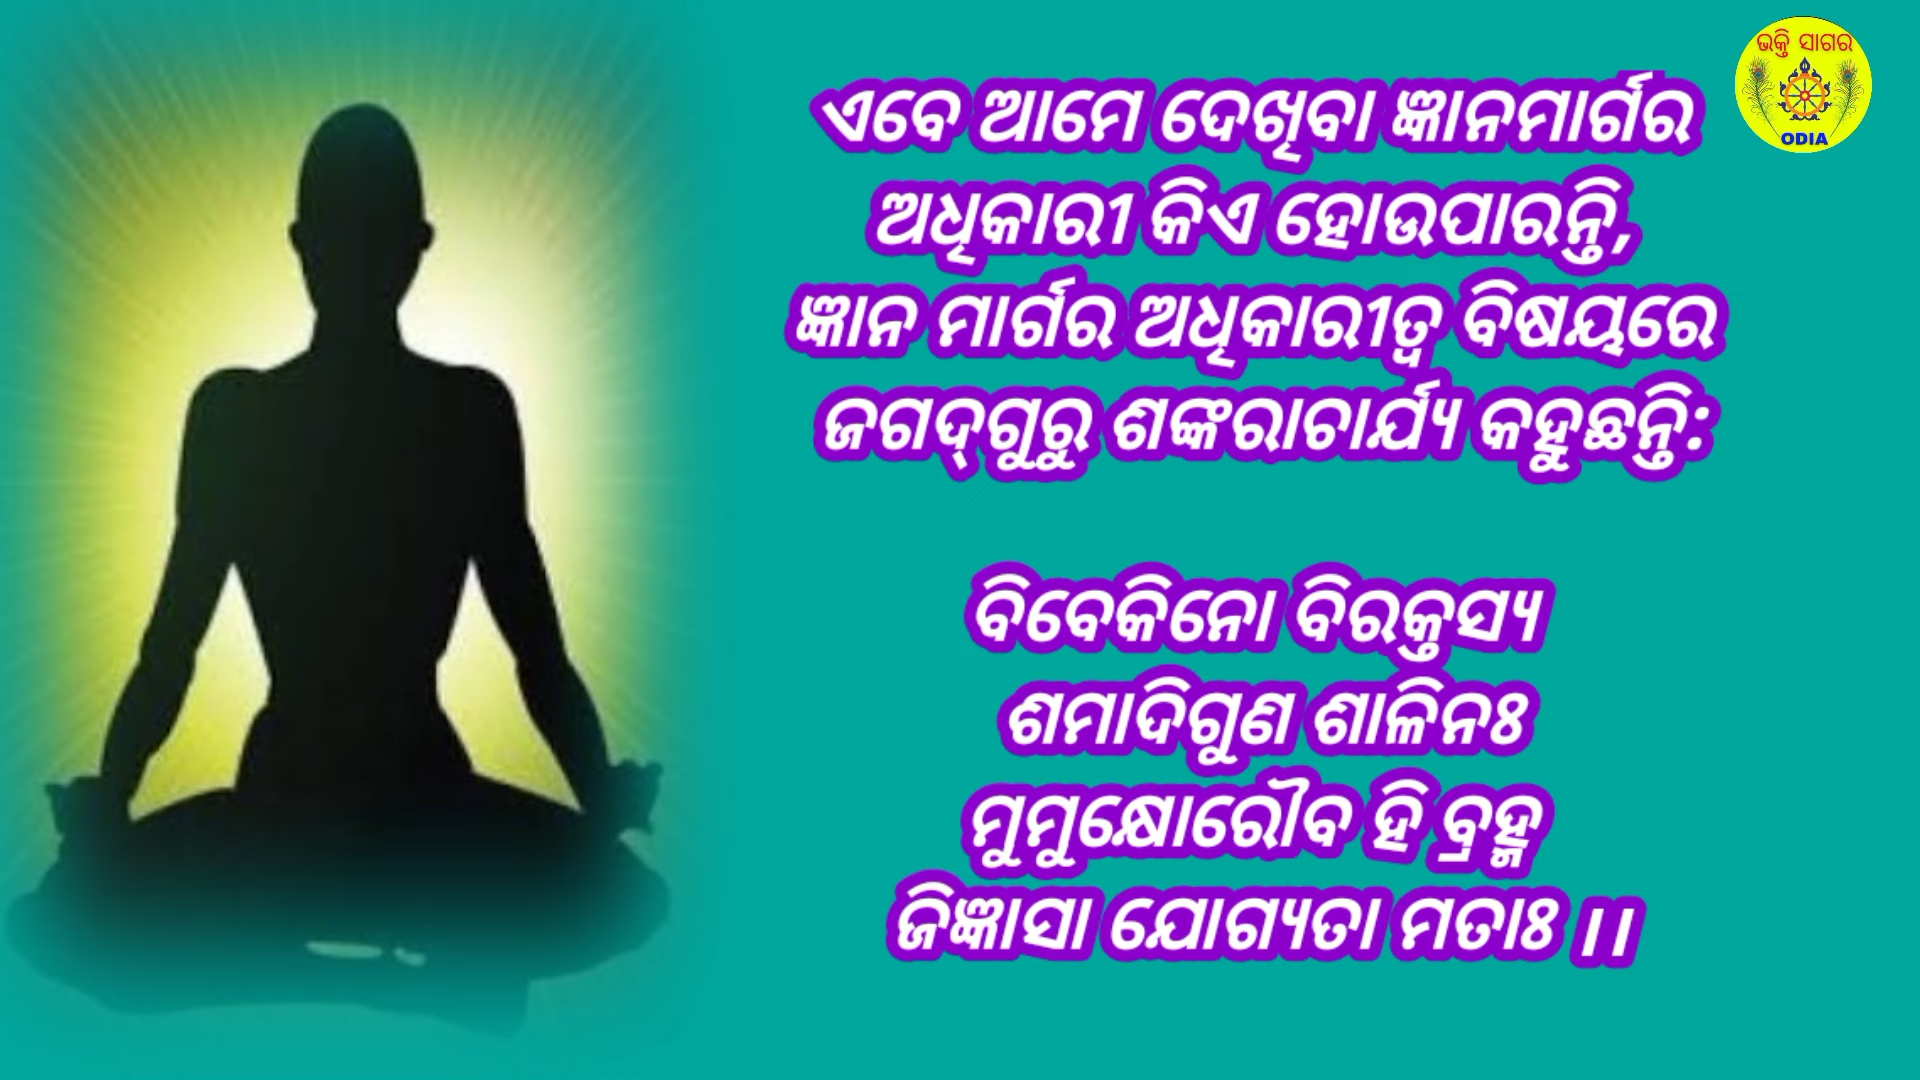 ଭକ୍ତି ସାଗର
ODIA
ଏବେ ଆମେ ଦେଖିବା ଜ୍ଞାନମାର୍ଗର
ଅଧିକାରୀ କିଏ ହୋଉପାରନ୍ତି,
ଜ୍ଞାନ ମାର୍ଗର ଅଧିକାରୀତ୍ୱ ବିଷୟରେ
ଜଗଦ୍‌ଗୁରୁ ଶଙ୍କରାଚାର୍ଯ୍ୟ କହୁଛନ୍ତି:
ବିବେକିନୋ ବିରକ୍ତସ୍ୟ
ଶମାଦିଗୁଣ ଶାଳିନଃ
ମୁମୁକ୍ଷୋରୌବ ହି ବ୍ରହ୍ମ
ଜିଜ୍ଞାସା ଯୋଗ୍ୟତା ମତାଃ ।।